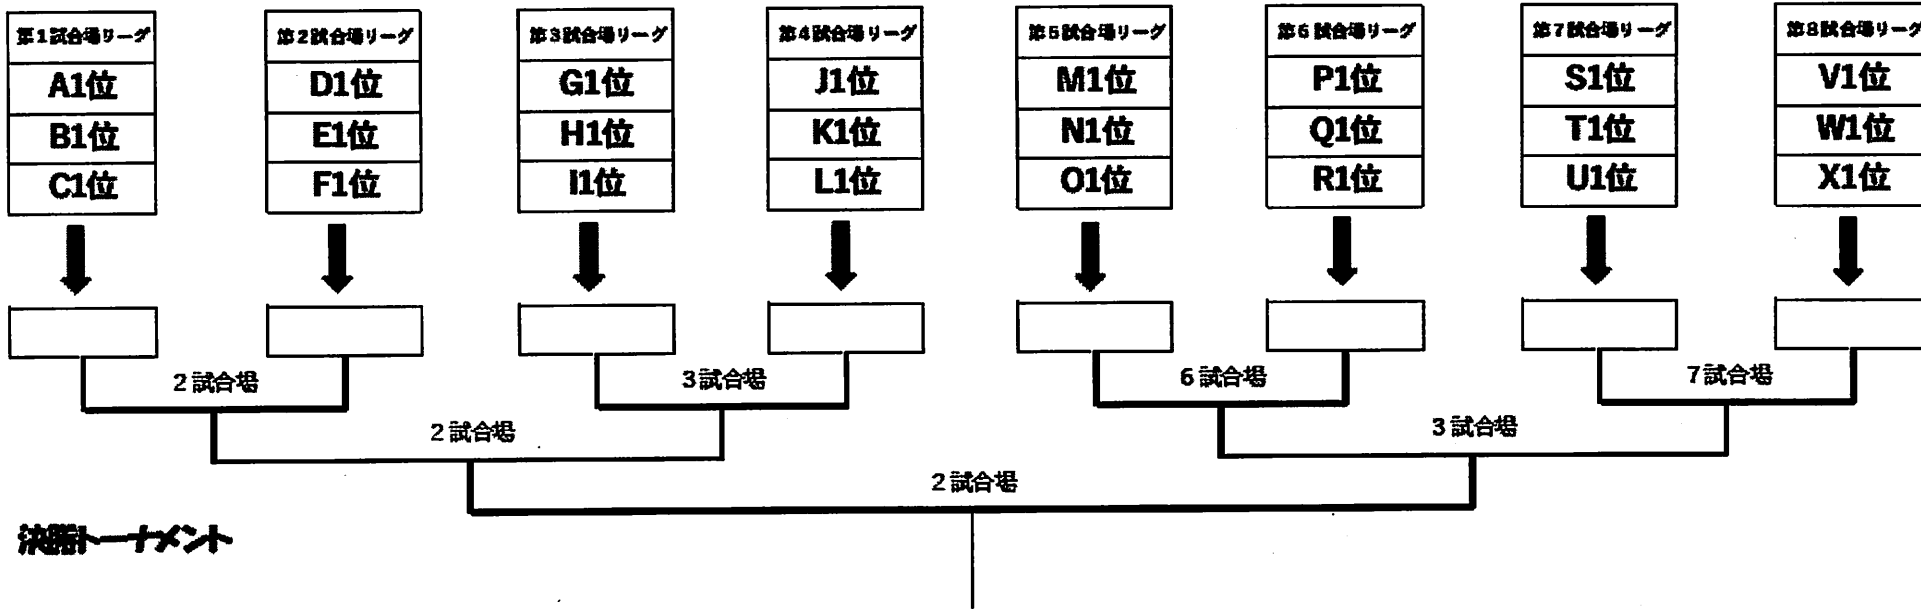 第1試合場リーグ
第2試合場リーグ
第3試合場リーグ
第4試合場リーグ
第5試合場リーグ
第6試合場リーグ
第7試合場リーグ
第8試合場リーグ
A1位
D1位
G1位
J1位
M1位
P1位
S1位
V1位
B1位
E1位
H1位
K1位
N1位
Q1位
T1位
W1位
C1位
F1位
I1位
L1位
O1位
R1位
U1位
X1位
2試合場
3試合場
6試合場
7試合場
2試合場
3試合場
2試合場
決勝トーナメント